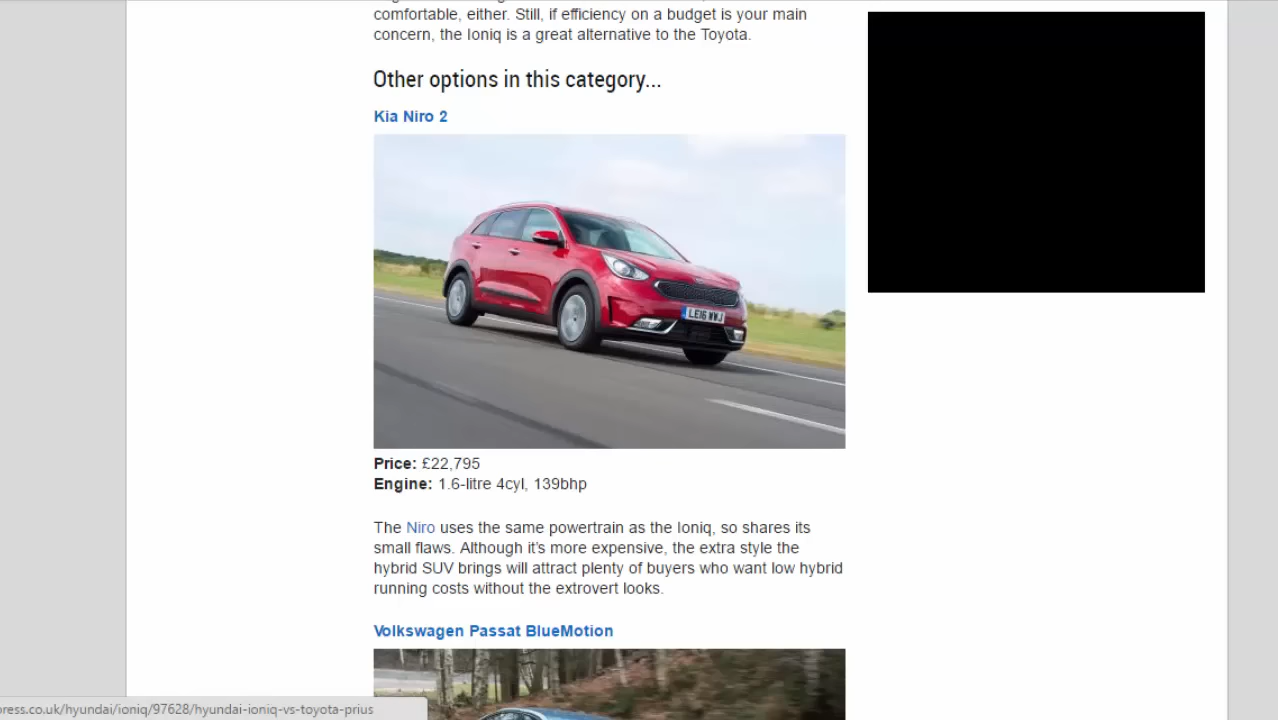 comfortable, either. Still, if efficiency on a budget is your main
concern, the Ioniq is a great alternative to the Toyota.
Other options in this category...
Kia Niro 2
LE16 WWJ
Price: £22,795
Engine: 1.6-litre 4cyl, 139bhp
The Niro uses the same powertrain as the Ioniq, so shares its
small flaws. Although it's more expensive, the extra style the
hybrid SUV brings will attract plenty of buyers who want low hybrid
running costs without the extrovert looks.
Volkswagen Passat BlueMotion
press.co.uk/hyundai/ioniq/97628/hyundai-ioniq-vs-toyota-prius